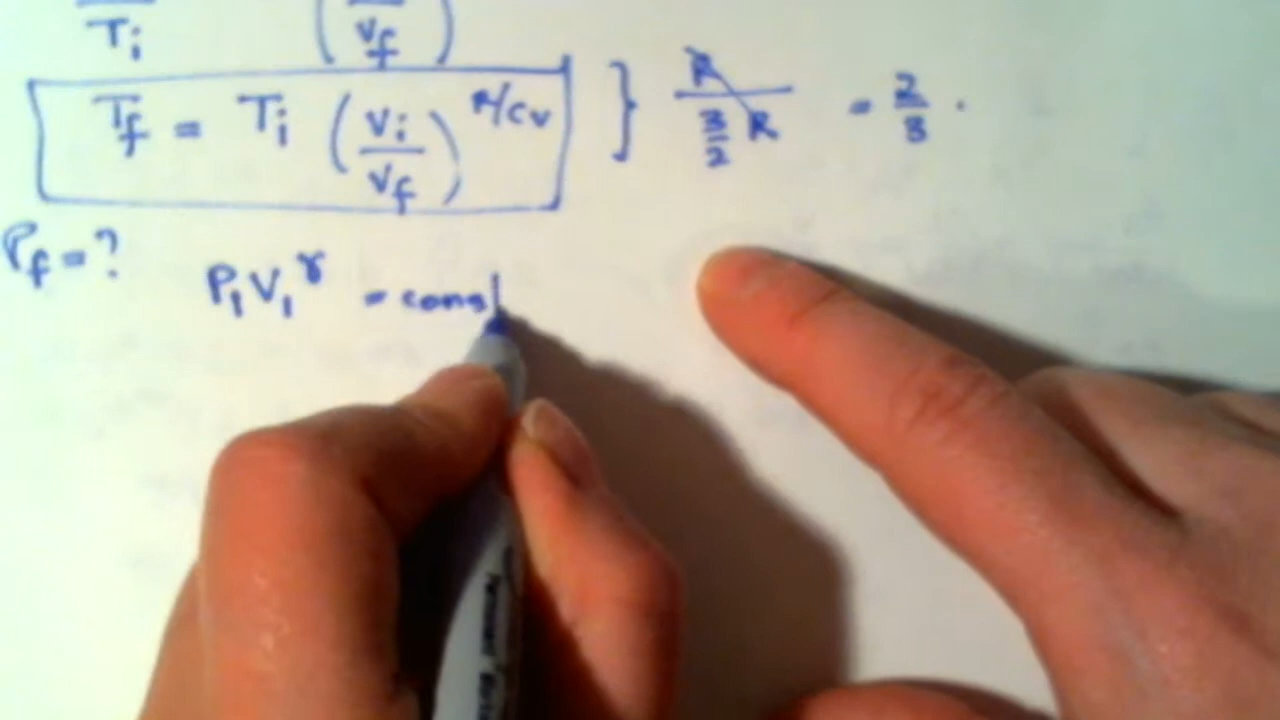 Ti (vf)
Tf = Ti (Vi/Vf)^R/Cv } R/(3/2 R) = 2/3.
Pf = ?
P1V1^γ = const